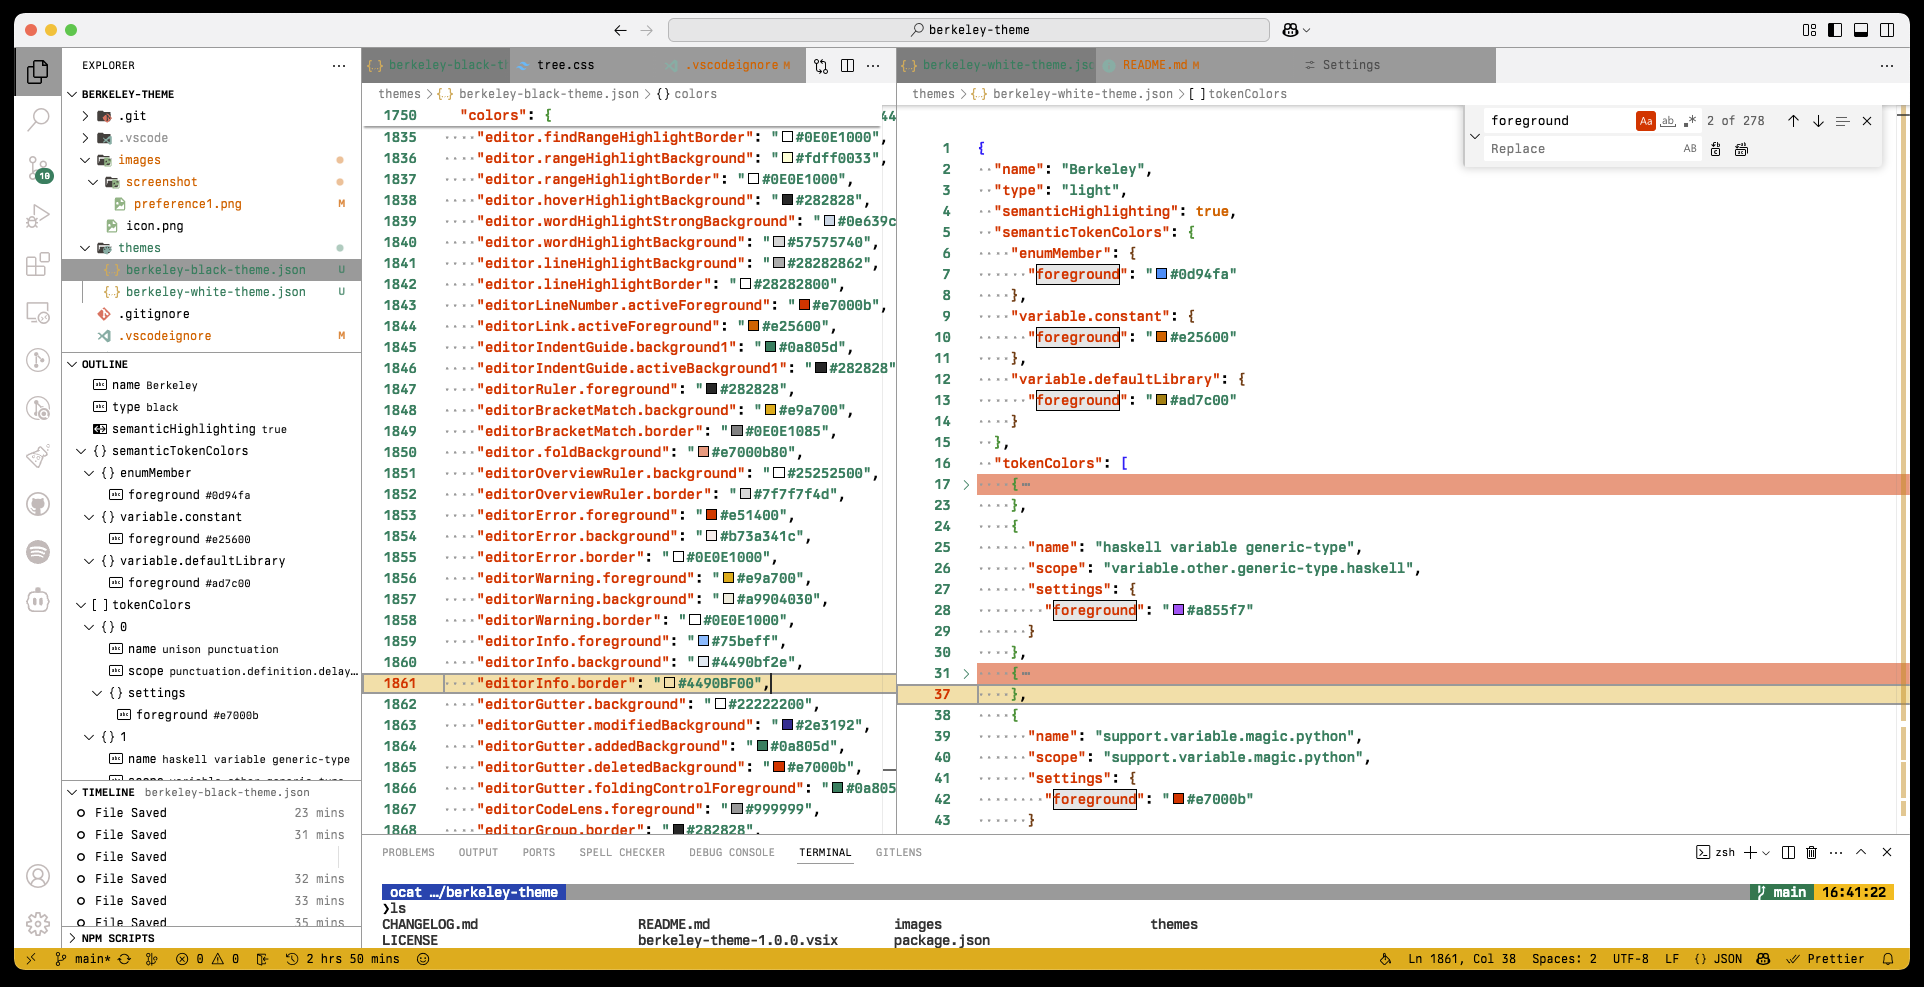 berkeley-theme
EXPLORER
BERKELEY-THEME
.git
.vscode
images
screenshot
preference1.png M
icon.png
themes
berkeley-black-theme.json U
berkeley-white-theme.json U
.gitignore
.vscodeignore M
10
OUTLINE
name Berkeley
type black
semanticHighlighting true
{} semanticTokenColors
{} enumMember
foreground #0d94fa
{} variable.constant
foreground #e25600
{} variable.defaultLibrary
foreground #ad7c00
[ ] tokenColors
{} 0
name unison punctuation
scope punctuation.definition.delay...
{} settings
foreground #e7000b
{} 1
name haskell variable generic-type
scope variable.other.generic-type
TIMELINE berkeley-black-theme.json
File Saved 23 mins
File Saved 31 mins
File Saved
File Saved 32 mins
File Saved 33 mins
File Saved 35 mins
NPM SCRIPTS
{..} berkeley-black-th
tree.css
.vscodeignore M
themes > {..} berkeley-black-theme.json > {} colors
1750 "colors": {
44
1835 "editor.findRangeHighlightBorder": "#0E0E1000",
1836 "editor.rangeHighlightBackground": "#fdff0033",
1837 "editor.rangeHighlightBorder": "#0E0E1000",
1838 "editor.hoverHighlightBackground": "#282828",
1839 "editor.wordHighlightStrongBackground": "#0e639c
1840 "editor.wordHighlightBackground": "#57575740",
1841 "editor.lineHighlightBackground": "#28282862",
1842 "editor.lineHighlightBorder": "#28282800",
1843 "editorLineNumber.activeForeground": "#e7000b",
1844 "editorLink.activeForeground": "#e25600",
1845 "editorIndentGuide.background1": "#0a805d",
1846 "editorIndentGuide.activeBackground1": "#282828"
1847 "editorRuler.foreground": "#282828",
1848 "editorBracketMatch.background": "#e9a700",
1849 "editorBracketMatch.border": "#0E0E1085",
1850 "editor.foldBackground": "#e7000b80",
1851 "editorOverviewRuler.background": "#25252500",
1852 "editorOverviewRuler.border": "#7f7f7f4d",
1853 "editorError.foreground": "#e51400",
1854 "editorError.background": "#b73a341c",
1855 "editorError.border": "#0E0E1000",
1856 "editorWarning.foreground": "#e9a700",
1857 "editorWarning.background": "#a9904030",
1858 "editorWarning.border": "#0E0E1000",
1859 "editorInfo.foreground": "#75beff",
1860 "editorInfo.background": "#4490bf2e",
1861 "editorInfo.border": "#4490BF00",
1862 "editorGutter.background": "#22222200",
1863 "editorGutter.modifiedBackground": "#2e3192",
1864 "editorGutter.addedBackground": "#0a805d",
1865 "editorGutter.deletedBackground": "#e7000b",
1866 "editorGutter.foldingControlForeground": "#0a805
1867 "editorCodeLens.foreground": "#999999",
1868 "editorGroup.border": "#282828",
{..} berkeley-white-theme.jsc
README.md M
Settings
themes > {..} berkeley-white-theme.json > [ ] tokenColors
foreground Aa ab .* 2 of 278
Replace AB
1 {
2 "name": "Berkeley",
3 "type": "light",
4 "semanticHighlighting": true,
5 "semanticTokenColors": {
6 "enumMember": {
7 "foreground": "#0d94fa"
8 },
9 "variable.constant": {
10 "foreground": "#e25600"
11 },
12 "variable.defaultLibrary": {
13 "foreground": "#ad7c00"
14 }
15 },
16 "tokenColors": [
17 { ⋯
23 },
24 {
25 "name": "haskell variable generic-type",
26 "scope": "variable.other.generic-type.haskell",
27 "settings": {
28 "foreground": "#a855f7"
29 }
30 },
31 { ⋯
37 },
38 {
39 "name": "support.variable.magic.python",
40 "scope": "support.variable.magic.python",
41 "settings": {
42 "foreground": "#e7000b"
43 }
PROBLEMS OUTPUT PORTS SPELL CHECKER DEBUG CONSOLE TERMINAL GITLENS
zsh
ocat …/berkeley-theme main 16:41:22
❯ls
CHANGELOG.md README.md images themes
LICENSE berkeley-theme-1.0.0.vsix package.json
main* 0 0 2 hrs 50 mins Ln 1861, Col 38 Spaces: 2 UTF-8 LF {} JSON Prettier